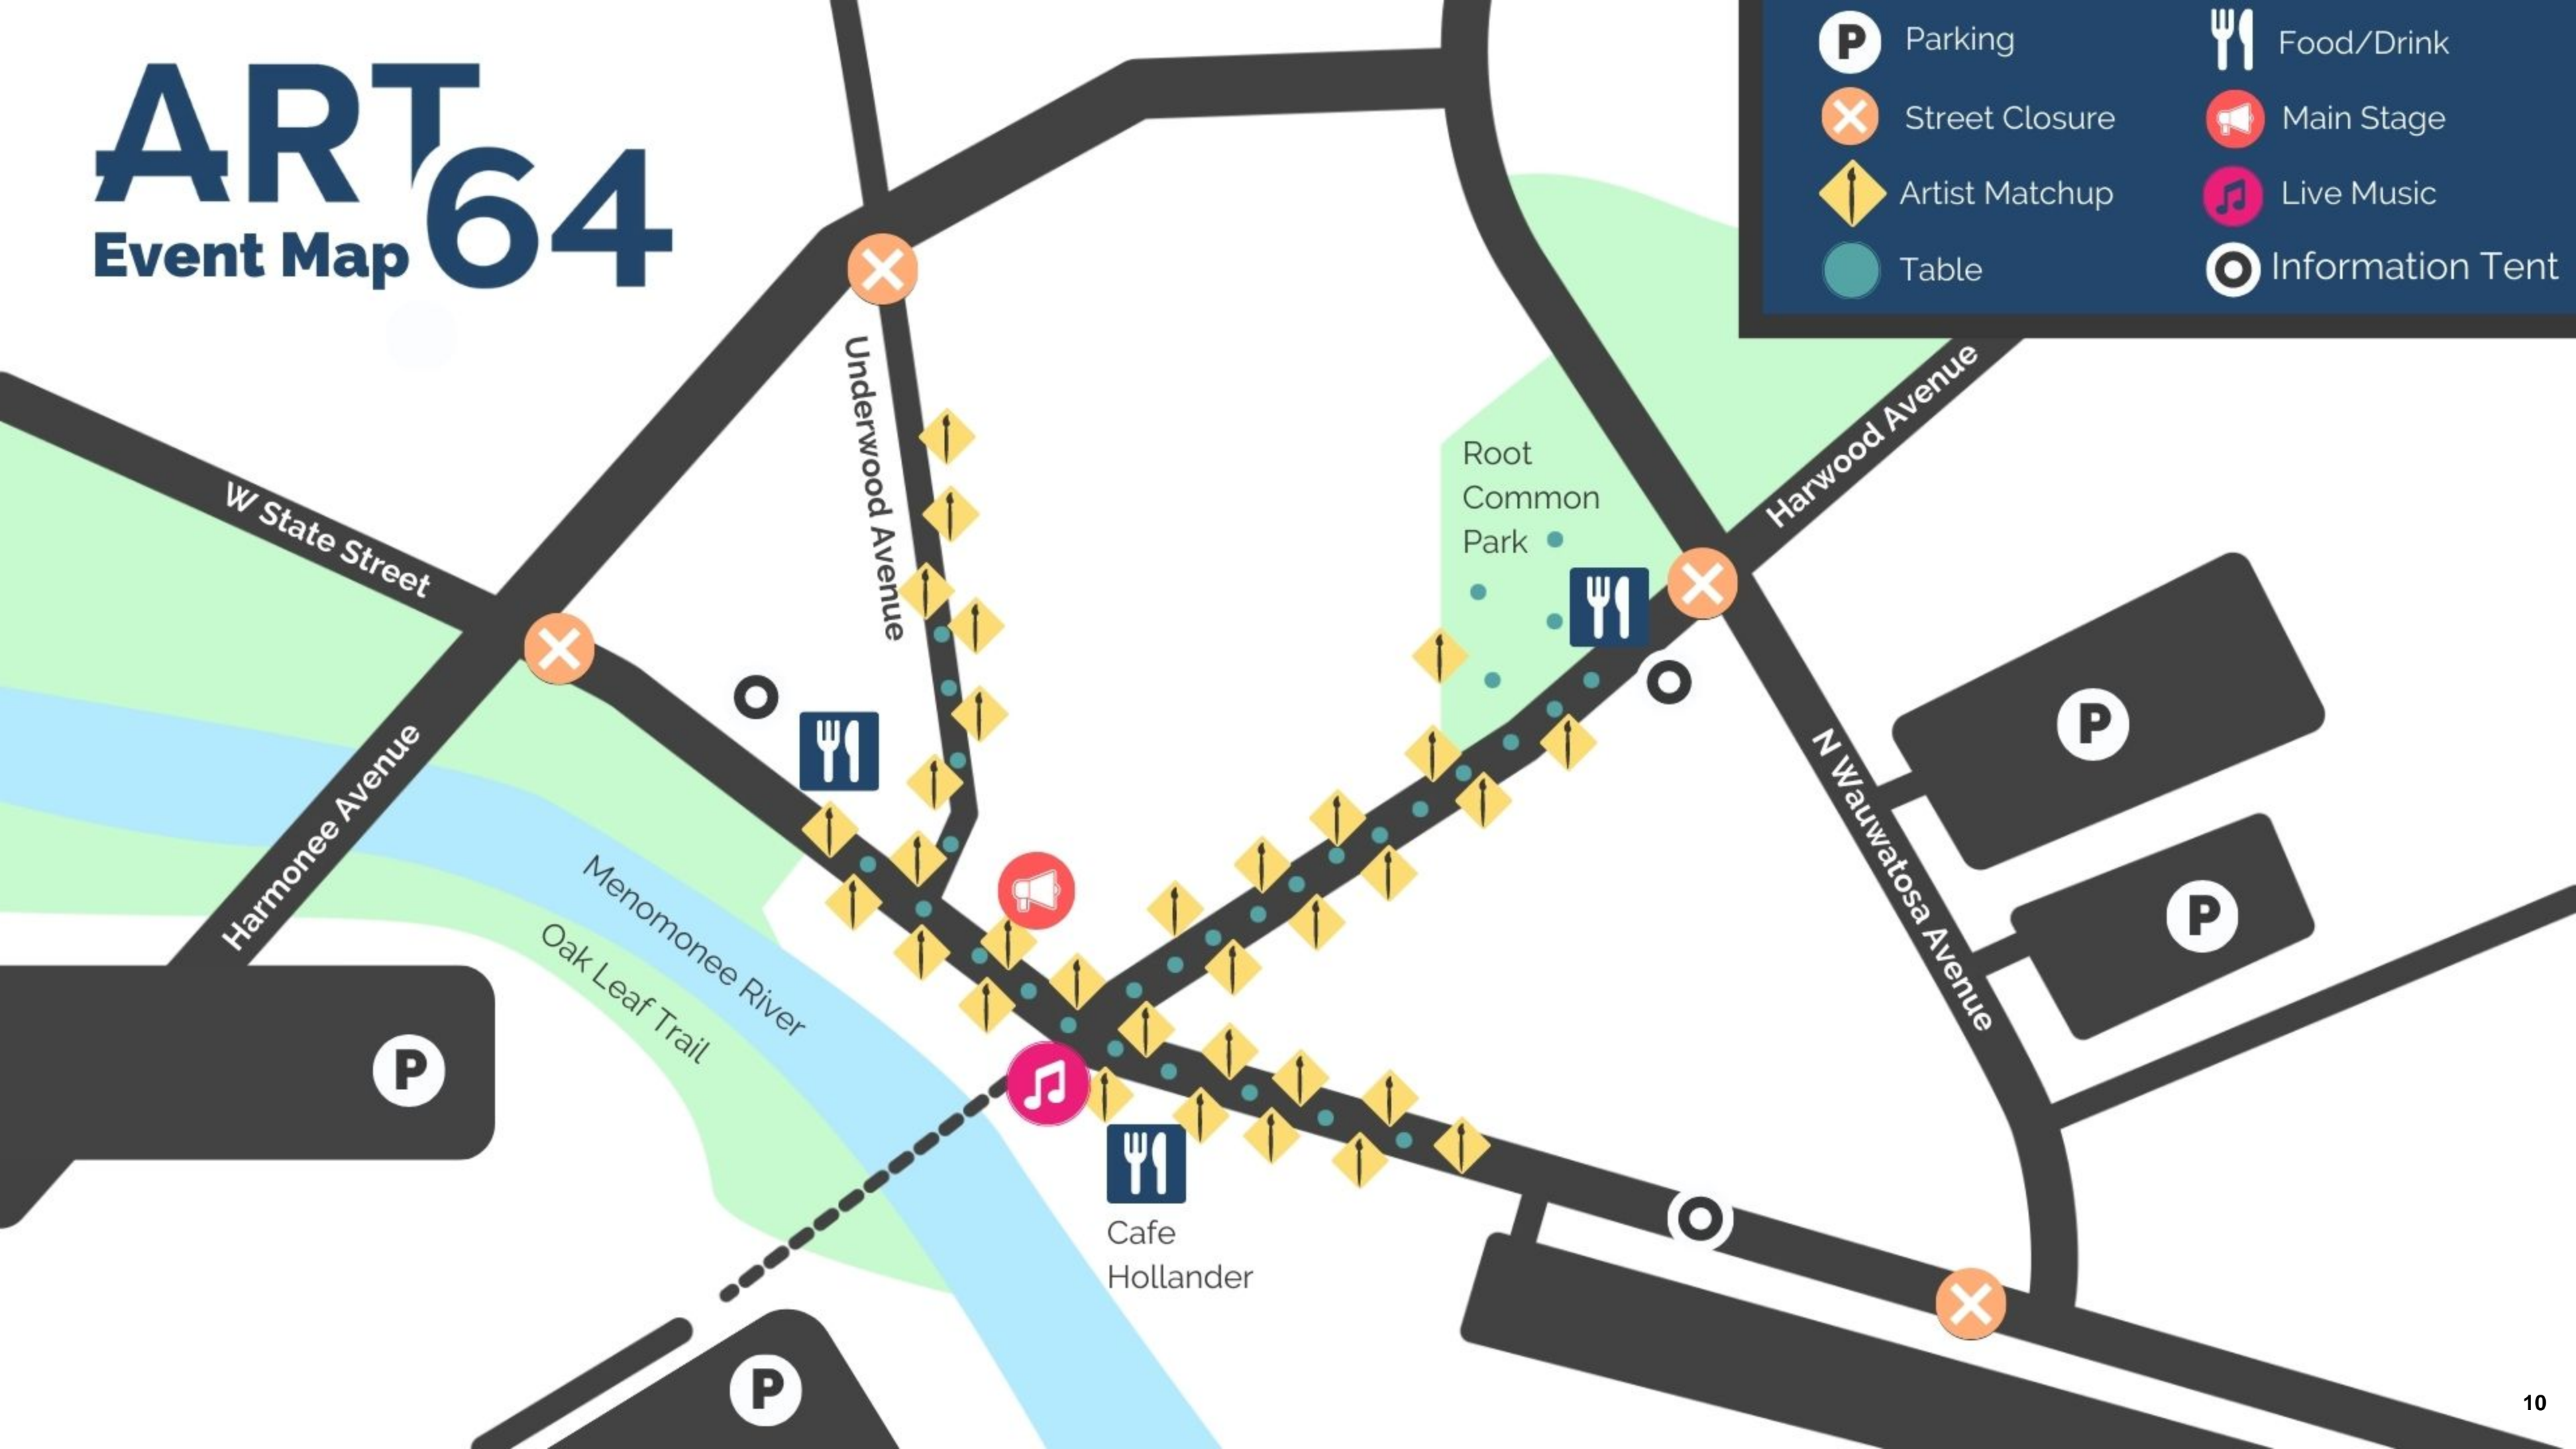 ART
64
Event Map
P Parking
Food/Drink
Street Closure
Main Stage
Artist Matchup
Live Music
Table
Information Tent
Underwood Avenue
Harwood Avenue
Root
Common
Park
W State Street
Harmonee Avenue
N Wauwatosa Avenue
P
P
Menomonee River
Oak Leaf Trail
P
Cafe
Hollander
P
10